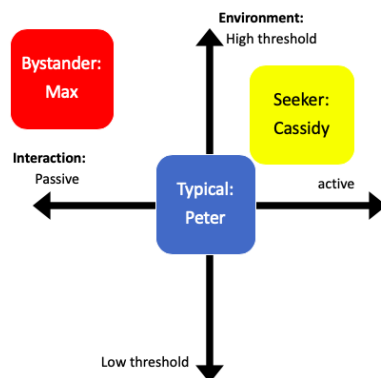 Environment:
High threshold
Bystander:
Max
Seeker:
Cassidy
Interaction:
Passive
Typical:
Peter
active
Low threshold